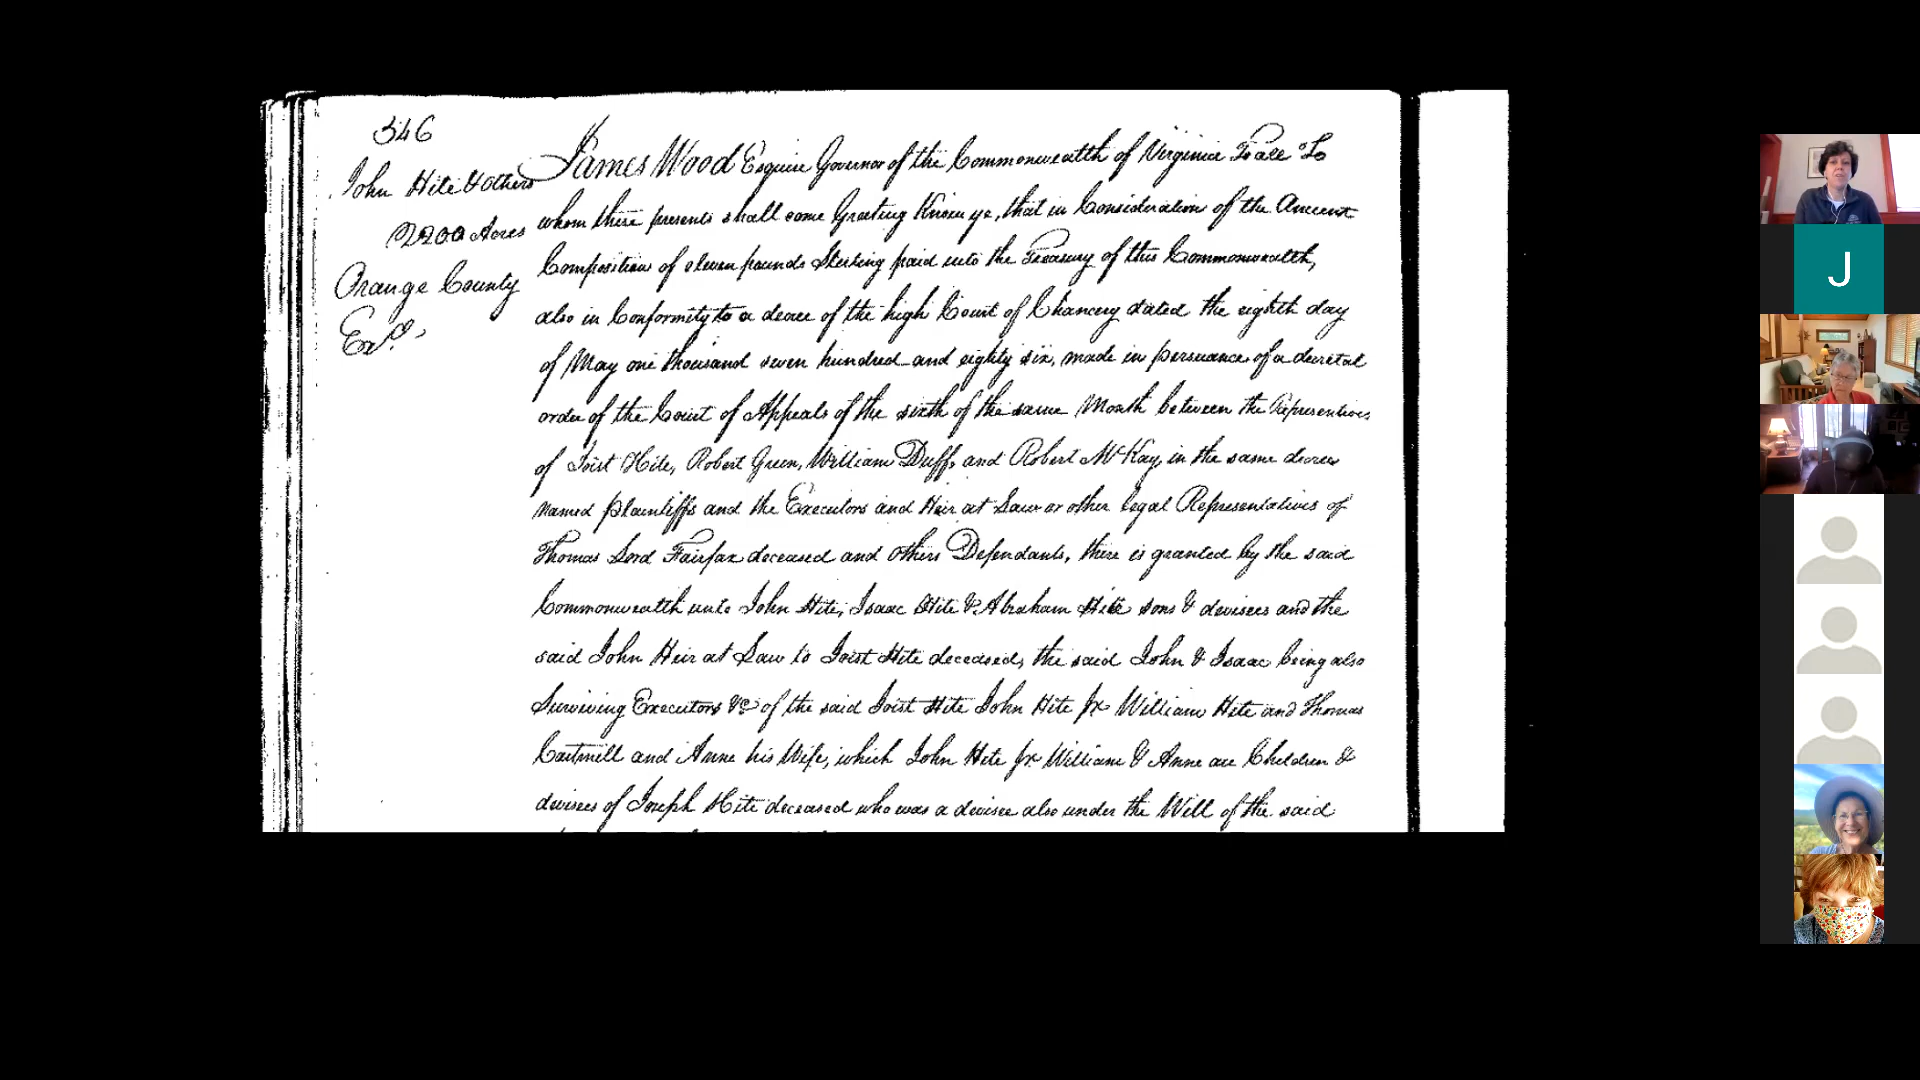 346
John Hite & others
2200 Acres
Orange County
Exd.
James Wood Esquire Governor of the Commonwealth of Virginia To all To
whom these presents shall come Greeting Know ye, that in Consideration of the Ancient
Composition of eleven pounds Sterling paid into the Treasury of this Commonwealth,
also in Conformity to a decree of the high Court of Chancery dated the eighth day
of May one thousand seven hundred and eighty six, made in persuance of a decretal
order of the Court of Appeals of the sixth of the same Month between the Representives
of Joist Hite, Robert Green, William Duff, and Robert McKay, in the same decree
named plaintiffs and the Executors and Heir at Law or other legal Representatives of
Thomas Lord Fairfax deceased and others Defendants, there is granted by the said
Commonwealth unto John Hite, Isaac Hite & Abraham Hite sons & devisees and the
said John Heir at Law to Joist Hite deceased, the said John & Isaac being also
Surviving Executors &c of the said Joist Hite John Hite Jr William Hite and Thomas
Cartmill and Anne his Wife, which John Hite Jr William & Anne are Children &
divisees of Joseph Hite deceased who was a devisee also under the Will of the said
J